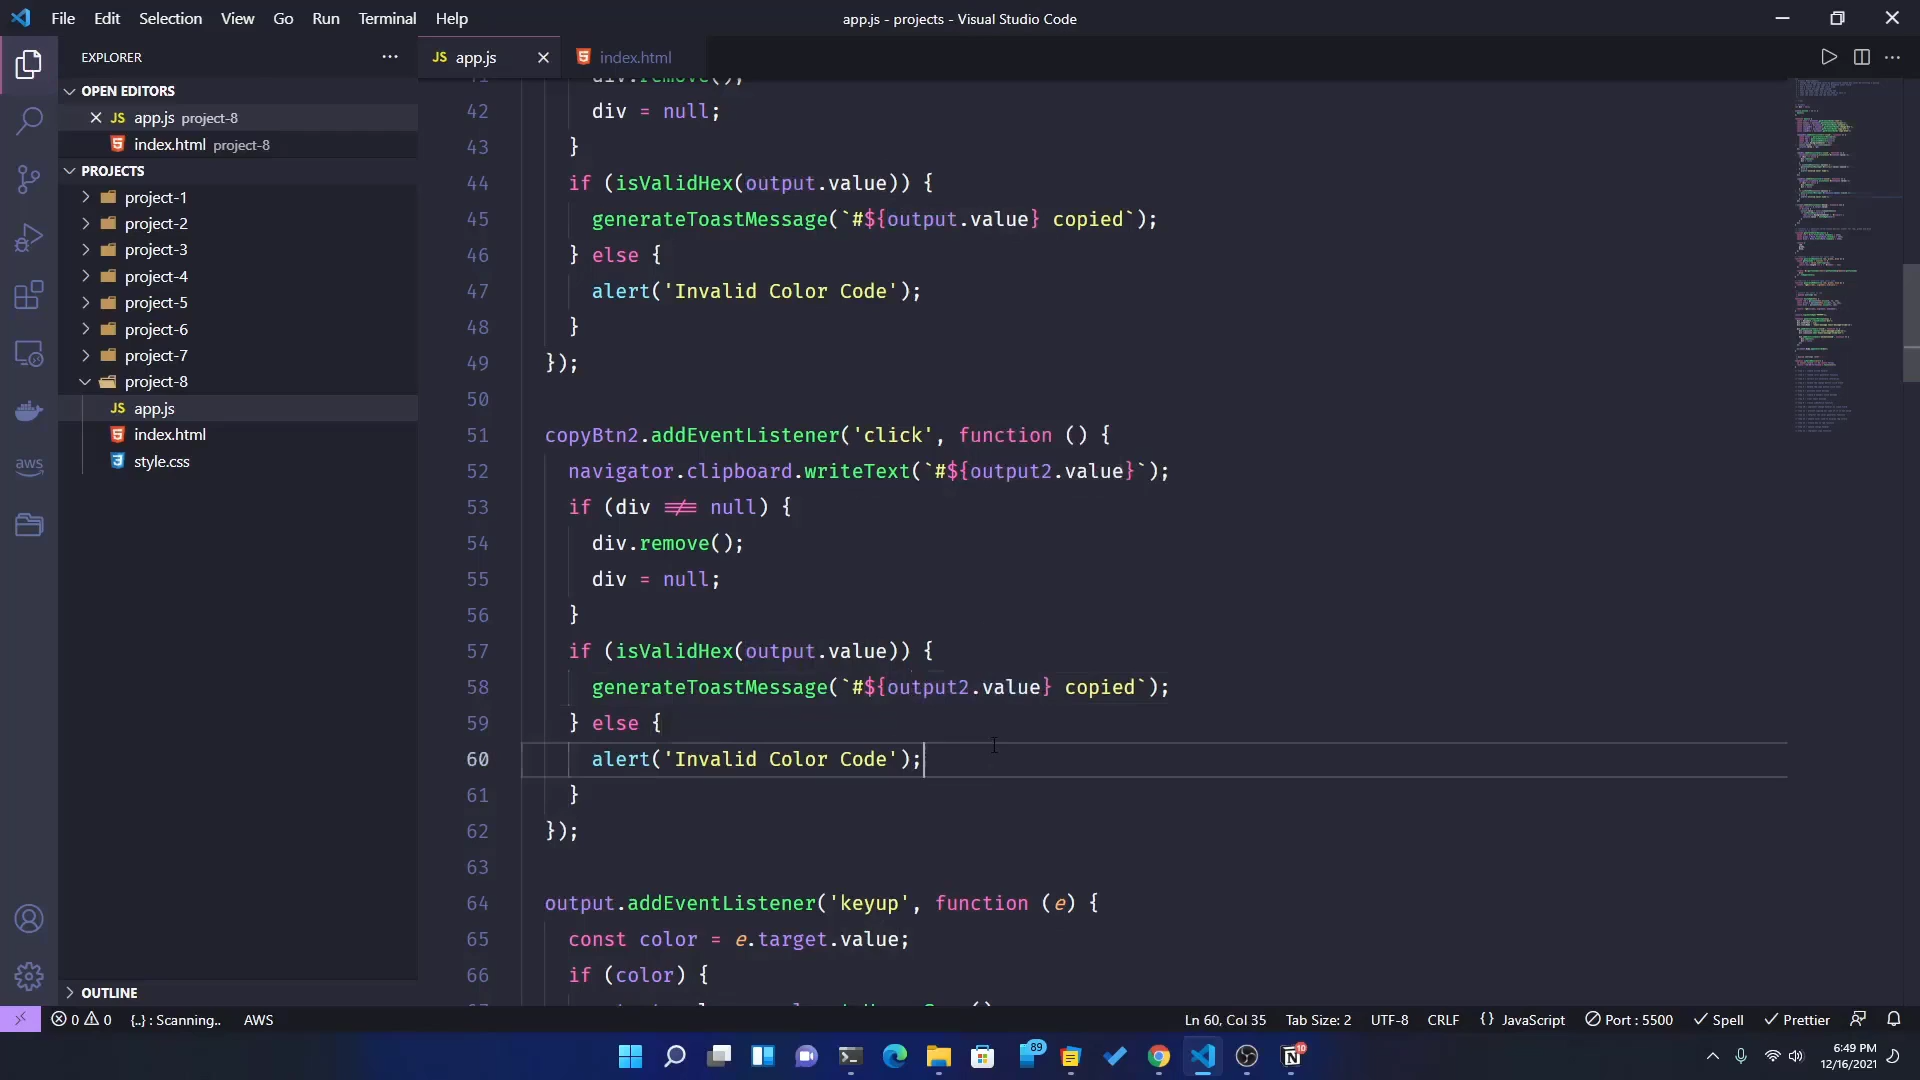 File Edit Selection View Go Run Terminal Help
app.js - projects - Visual Studio Code
EXPLORER
JS app.js
index.html
OPEN EDITORS
JS app.js project-8
index.html project-8
PROJECTS
project-1
project-2
project-3
project-4
project-5
project-6
project-7
project-8
JS app.js
index.html
style.css
aws
OUTLINE
41 div.remove();
42 div = null;
43 }
44 if (isValidHex(output.value)) {
45 generateToastMessage(`#${output.value} copied`);
46 } else {
47 alert('Invalid Color Code');
48 }
49 });
50
51 copyBtn2.addEventListener('click', function () {
52 navigator.clipboard.writeText(`#${output2.value}`);
53 if (div !== null) {
54 div.remove();
55 div = null;
56 }
57 if (isValidHex(output.value)) {
58 generateToastMessage(`#${output2.value} copied`);
59 } else {
60 alert('Invalid Color Code');
61 }
62 });
63
64 output.addEventListener('keyup', function (e) {
65 const color = e.target.value;
66 if (color) {
0 0 {..} : Scanning.. AWS
Ln 60, Col 35 Tab Size: 2 UTF-8 CRLF {} JavaScript Port : 5500 Spell Prettier
89
10
6:49 PM
12/16/2021